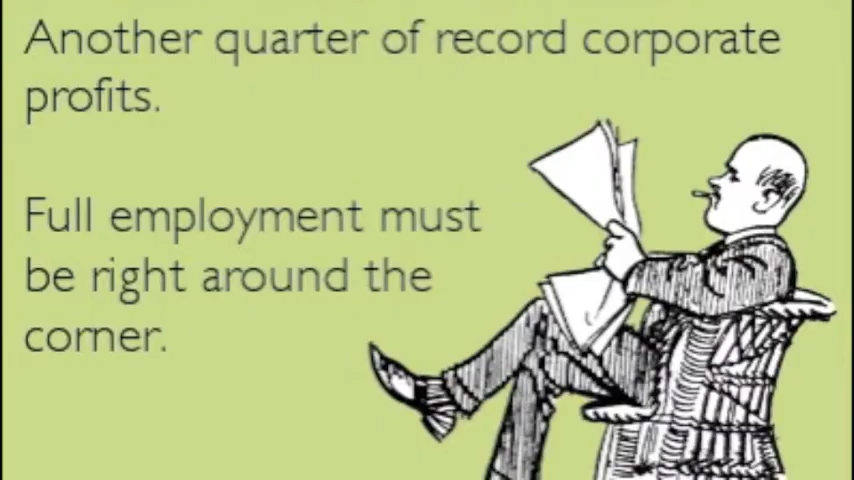 Another quarter of record corporate
profits.
Full employment must
be right around the
corner.